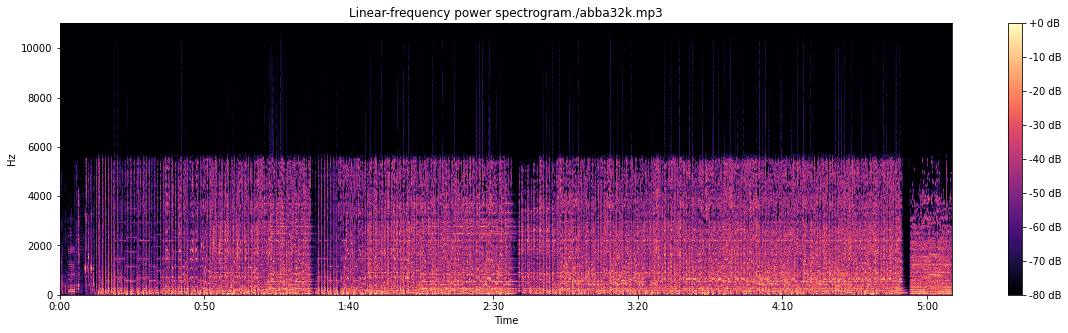 Linear-frequency power spectrogram./abba32k.mp3
10000
8000
6000
4000
2000
0
Hz
0:00 0:50 1:40 2:30 3:20 4:10 5:00
Time
+0 dB
-10 dB
-20 dB
-30 dB
-40 dB
-50 dB
-60 dB
-70 dB
-80 dB